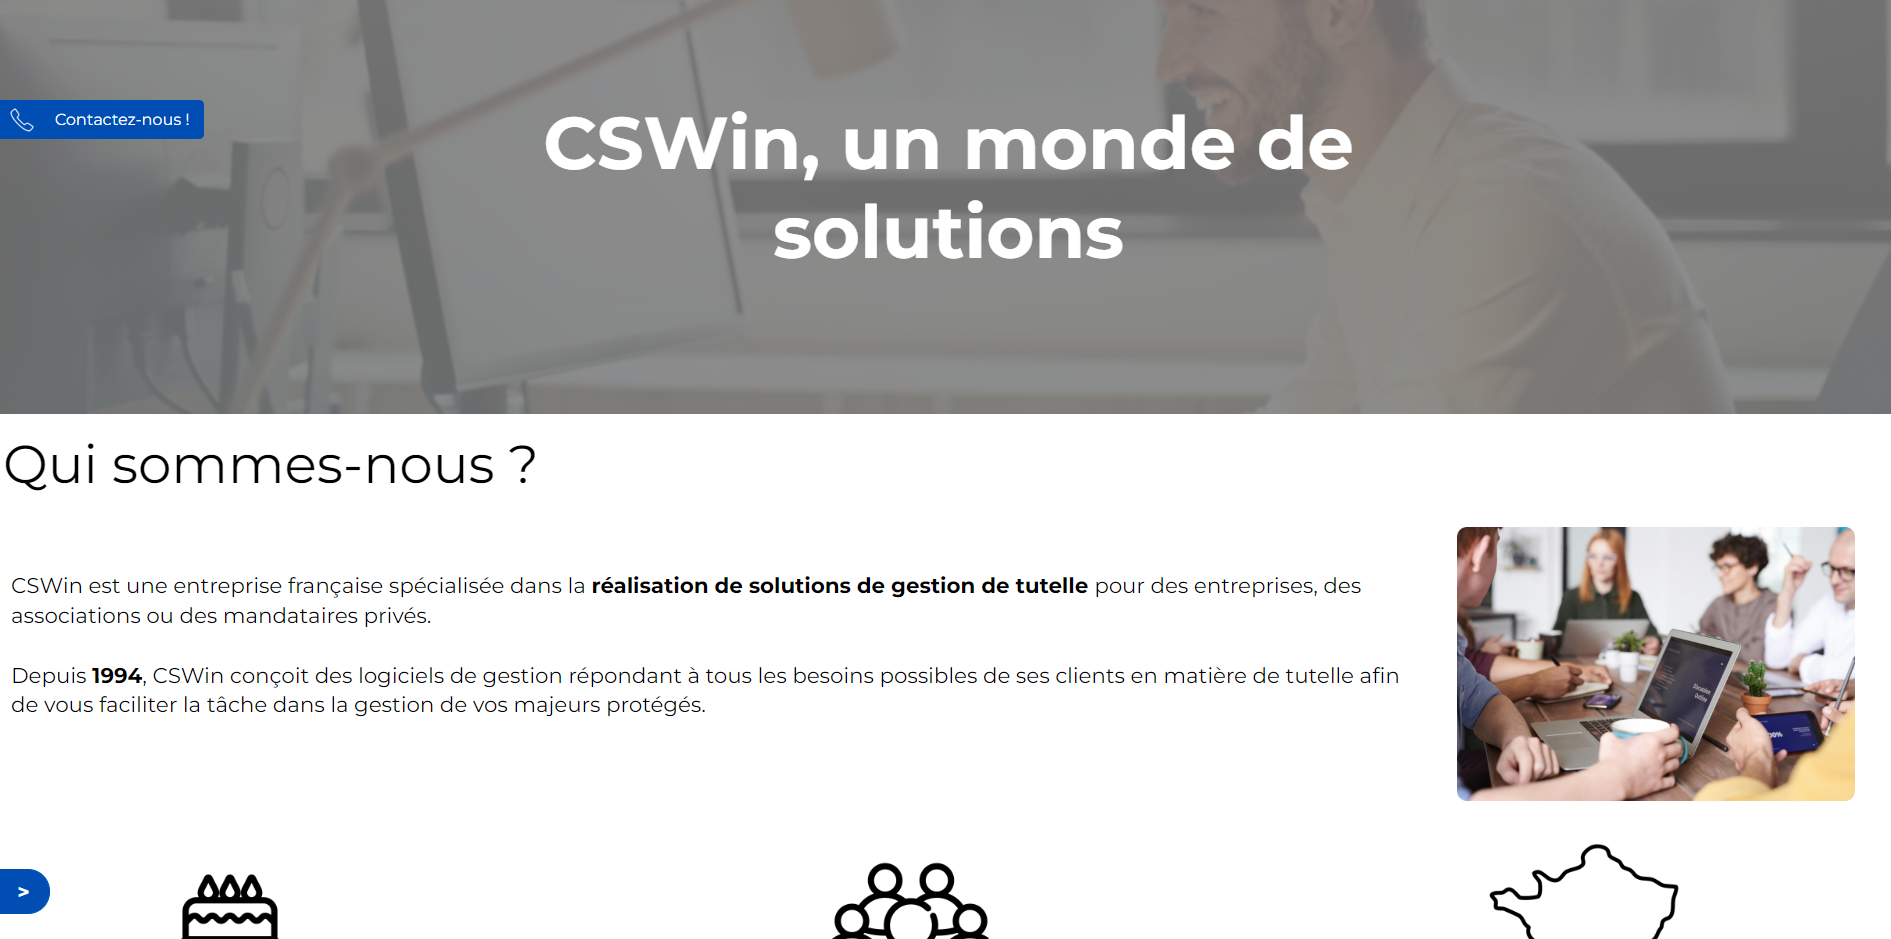 Contactez-nous !
CSWin, un monde de
solutions
Qui sommes-nous ?
CSWin est une entreprise française spécialisée dans la réalisation de solutions de gestion de tutelle pour des entreprises, des
associations ou des mandataires privés.
Depuis 1994, CSWin conçoit des logiciels de gestion répondant à tous les besoins possibles de ses clients en matière de tutelle afin
de vous faciliter la tâche dans la gestion de vos majeurs protégés.
>